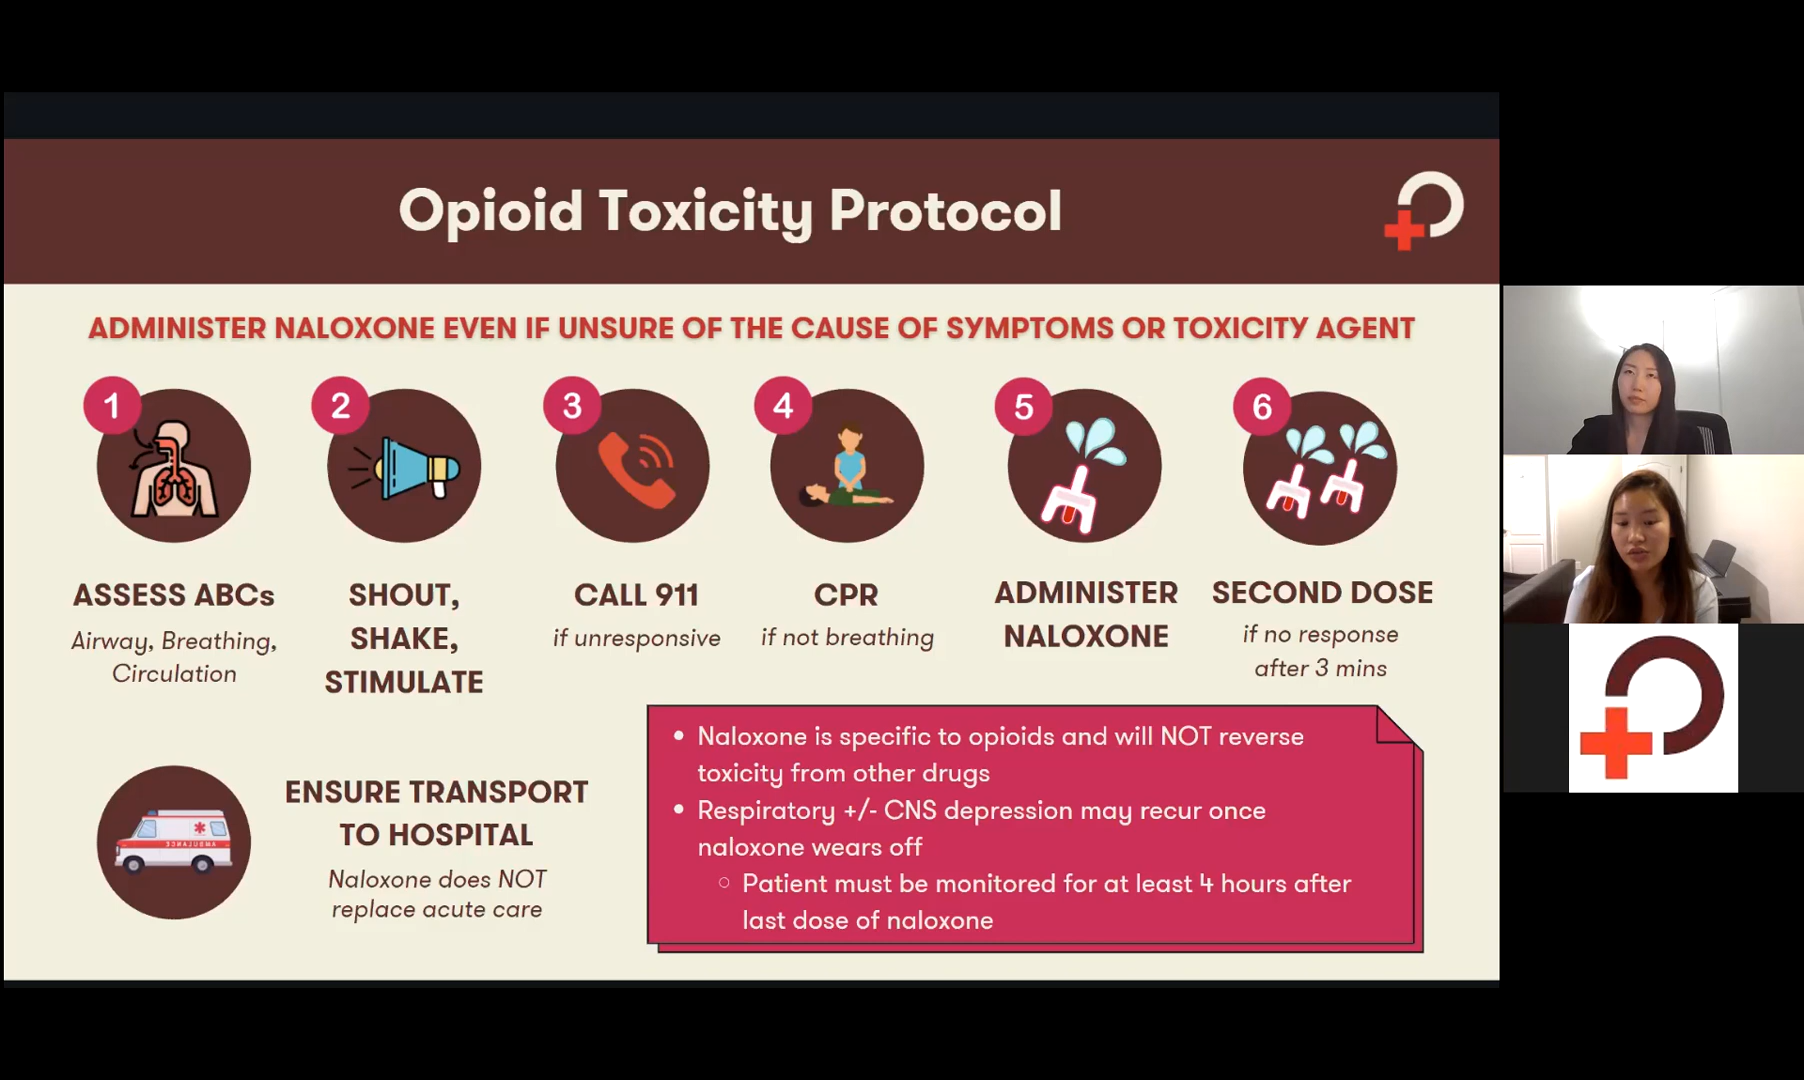 Opioid Toxicity Protocol
ADMINISTER NALOXONE EVEN IF UNSURE OF THE CAUSE OF SYMPTOMS OR TOXICITY AGENT
1
ASSESS ABCs
Airway, Breathing,
Circulation
2
SHOUT,
SHAKE,
STIMULATE
3
CALL 911
if unresponsive
4
CPR
if not breathing
5
ADMINISTER
NALOXONE
6
SECOND DOSE
if no response
after 3 mins
AMBULANCE
ENSURE TRANSPORT
TO HOSPITAL
Naloxone does NOT
replace acute care
• Naloxone is specific to opioids and will NOT reverse
toxicity from other drugs
• Respiratory +/- CNS depression may recur once
naloxone wears off
○ Patient must be monitored for at least 4 hours after
last dose of naloxone